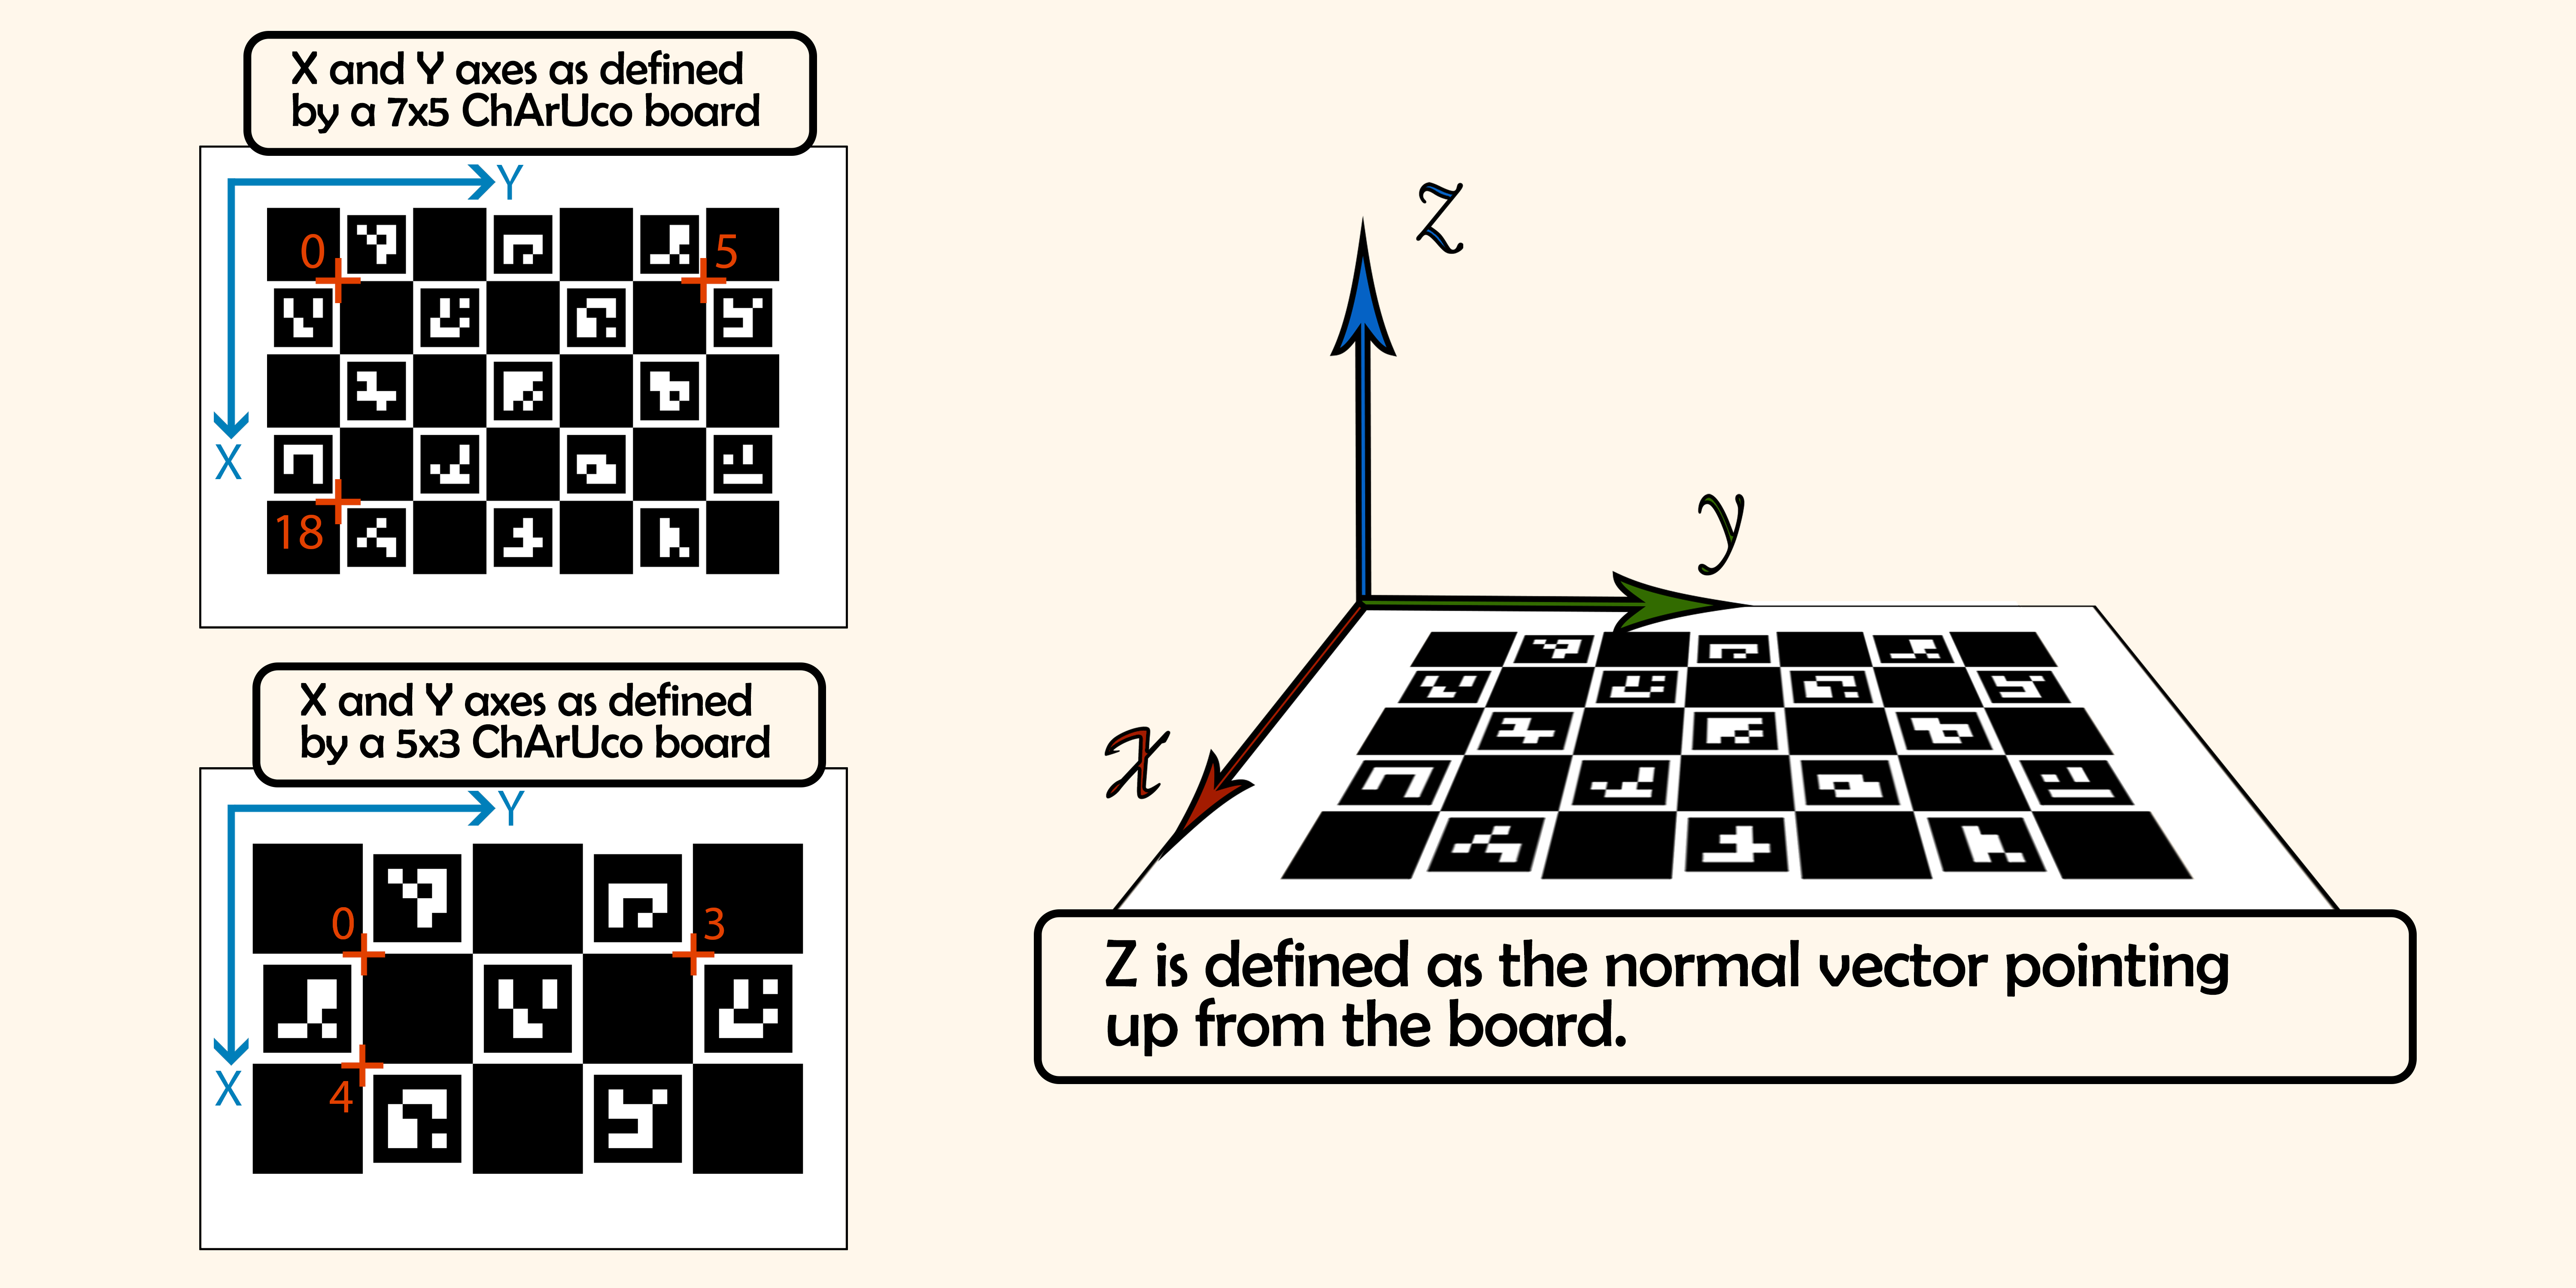 X and Y axes as defined
by a 7x5 ChArUco board
Y
0
5
X
18
X and Y axes as defined
by a 5x3 ChArUco board
Y
0
3
X
4
z
y
x
Z is defined as the normal vector pointing
up from the board.